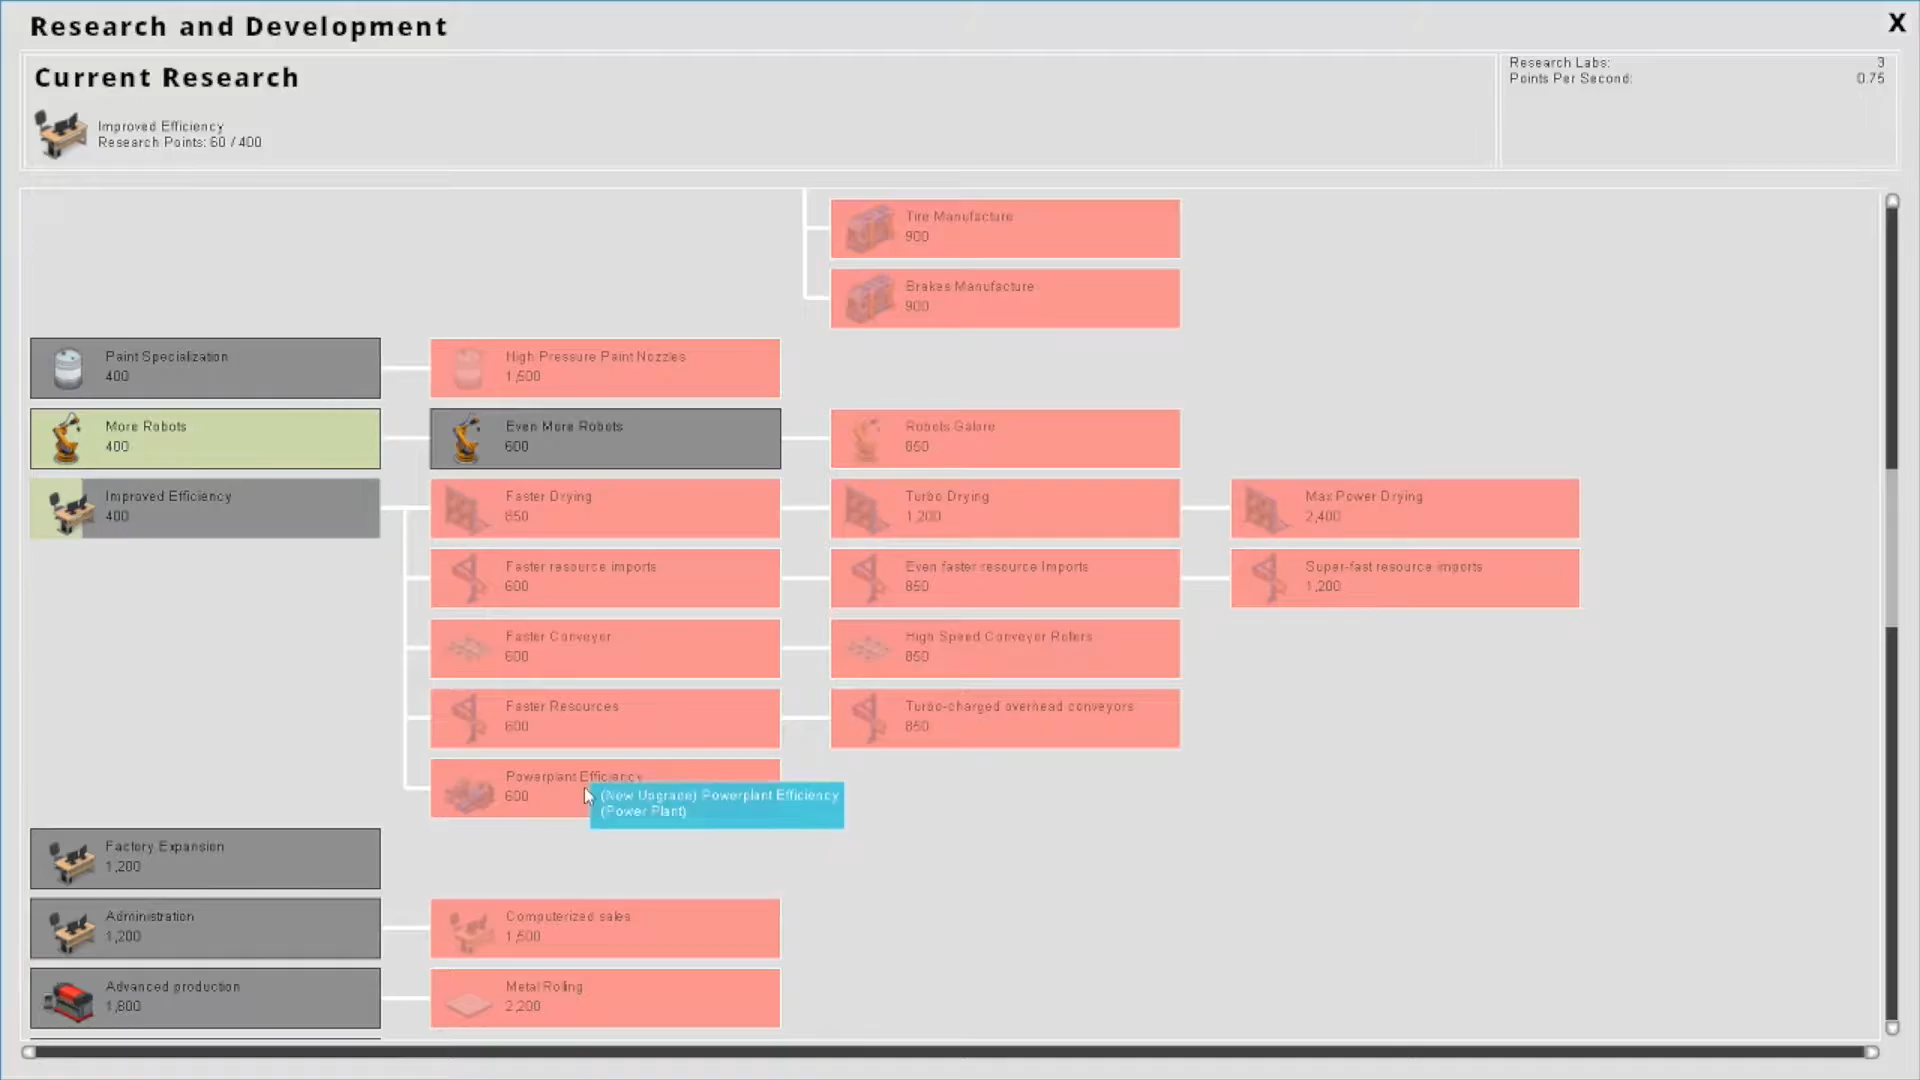 Research and Development
X
Current Research
Improved Efficiency
Research Points: 60 / 400
Research Labs: 3
Points Per Second: 0.75
Tire Manufacture
900
Brakes Manufacture
900
Paint Specialization
400
High Pressure Paint Nozzles
1,500
More Robots
400
Even More Robots
600
Robots Galore
850
Improved Efficiency
400
Faster Drying
850
Turbo Drying
1,200
Max Power Drying
2,400
Faster resource imports
600
Even faster resource Imports
850
Super-fast resource imports
1,200
Faster Conveyor
600
High Speed Conveyor Rollers
850
Faster Resources
600
Turbo-charged overhead conveyors
850
Powerplant Efficiency
600
(New Upgrade) Powerplant Efficiency
(Power Plant)
Factory Expansion
1,200
Administration
1,200
Computerized sales
1,500
Advanced production
1,800
Metal Rolling
2,200